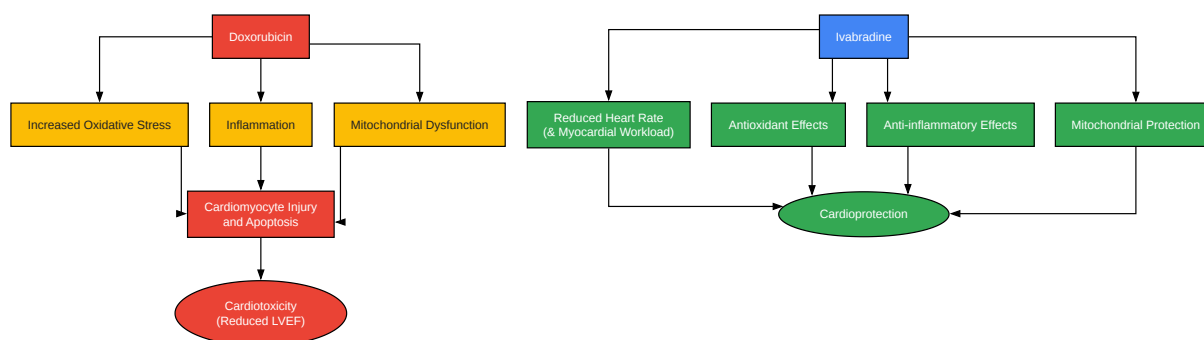 Doxorubicin
Ivabradine
Increased Oxidative Stress
Inflammation
Mitochondrial Dysfunction
Reduced Heart Rate
(& Myocardial Workload)
Antioxidant Effects
Anti-inflammatory Effects
Mitochondrial Protection
Cardiomyocyte Injury
and Apoptosis
Cardioprotection
Cardiotoxicity
(Reduced LVEF)